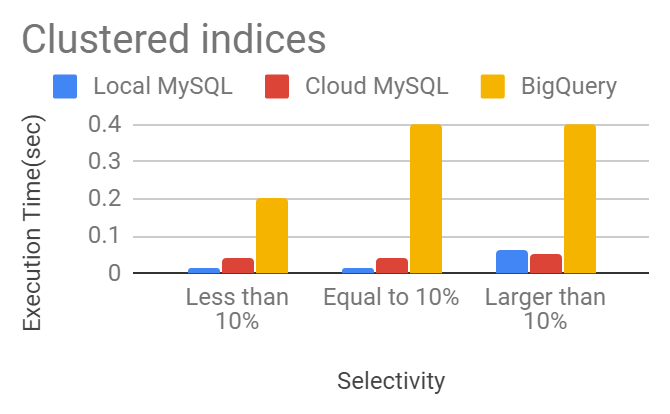 Clustered indices
Local MySQL Cloud MySQL BigQuery
Execution Time(sec)
0.4
0.3
0.2
0.1
0
Less than
10%
Equal to 10%
Larger than
10%
Selectivity